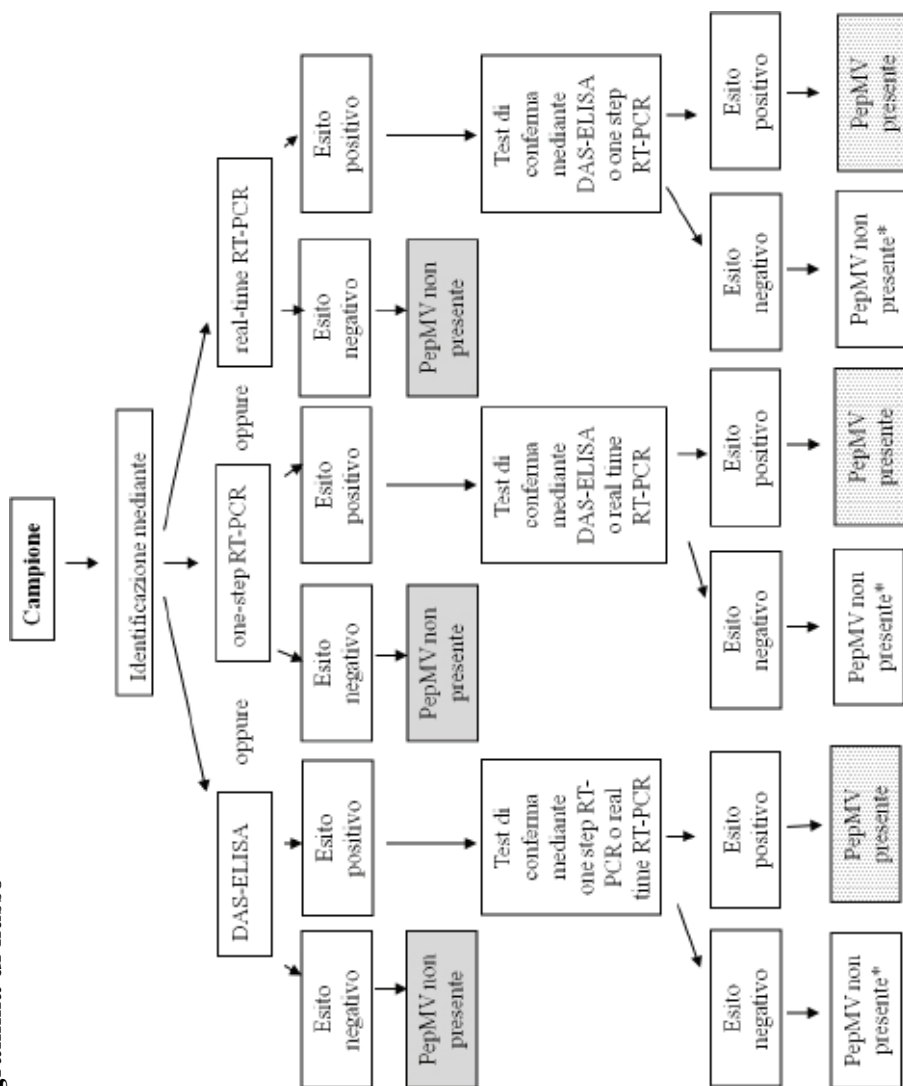 Campione
Identificazione mediante
DAS-ELISA
oppure
one-step RT-PCR
oppure
real-time RT-PCR
Esito
negativo
Esito
positivo
Esito
negativo
Esito
positivo
Esito
negativo
Esito
positivo
PepMV non
presente
PepMV non
presente
PepMV non
presente
Test di
conferma
mediante
one step RT-
PCR o real
time RT-PCR
Test di
conferma
mediante
DAS-ELISA
o real time
RT-PCR
Test di
conferma
mediante
DAS-ELISA
o one step
RT-PCR
Esito
negativo
Esito
positivo
Esito
negativo
Esito
positivo
Esito
negativo
Esito
positivo
PepMV non
presente*
PepMV
presente
PepMV non
presente*
PepMV
presente
PepMV non
presente*
PepMV
presente